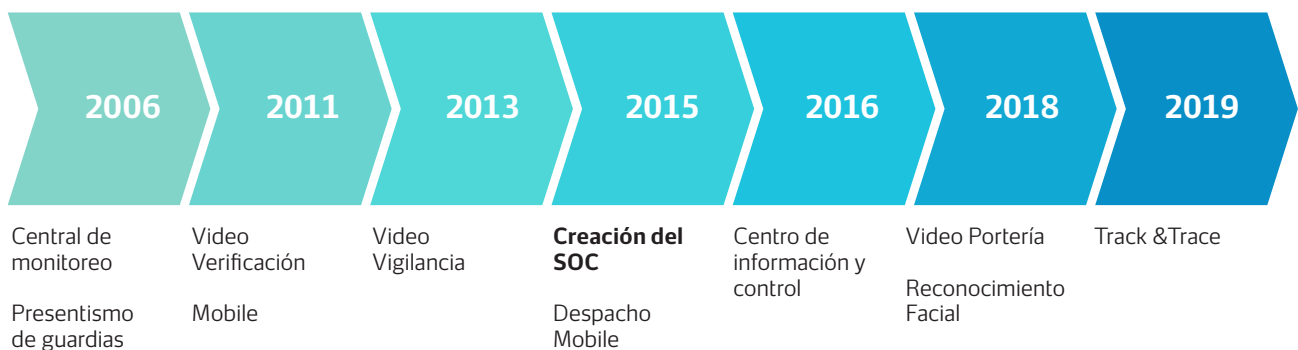 2006
2011
2013
2015
2016
2018
2019
Central de
monitoreo
Presentismo
de guardias
Video
Verificación
Mobile
Video
Vigilancia
Creación del
SOC
Despacho
Mobile
Centro de
información y
control
Video Portería
Reconocimiento
Facial
Track &Trace